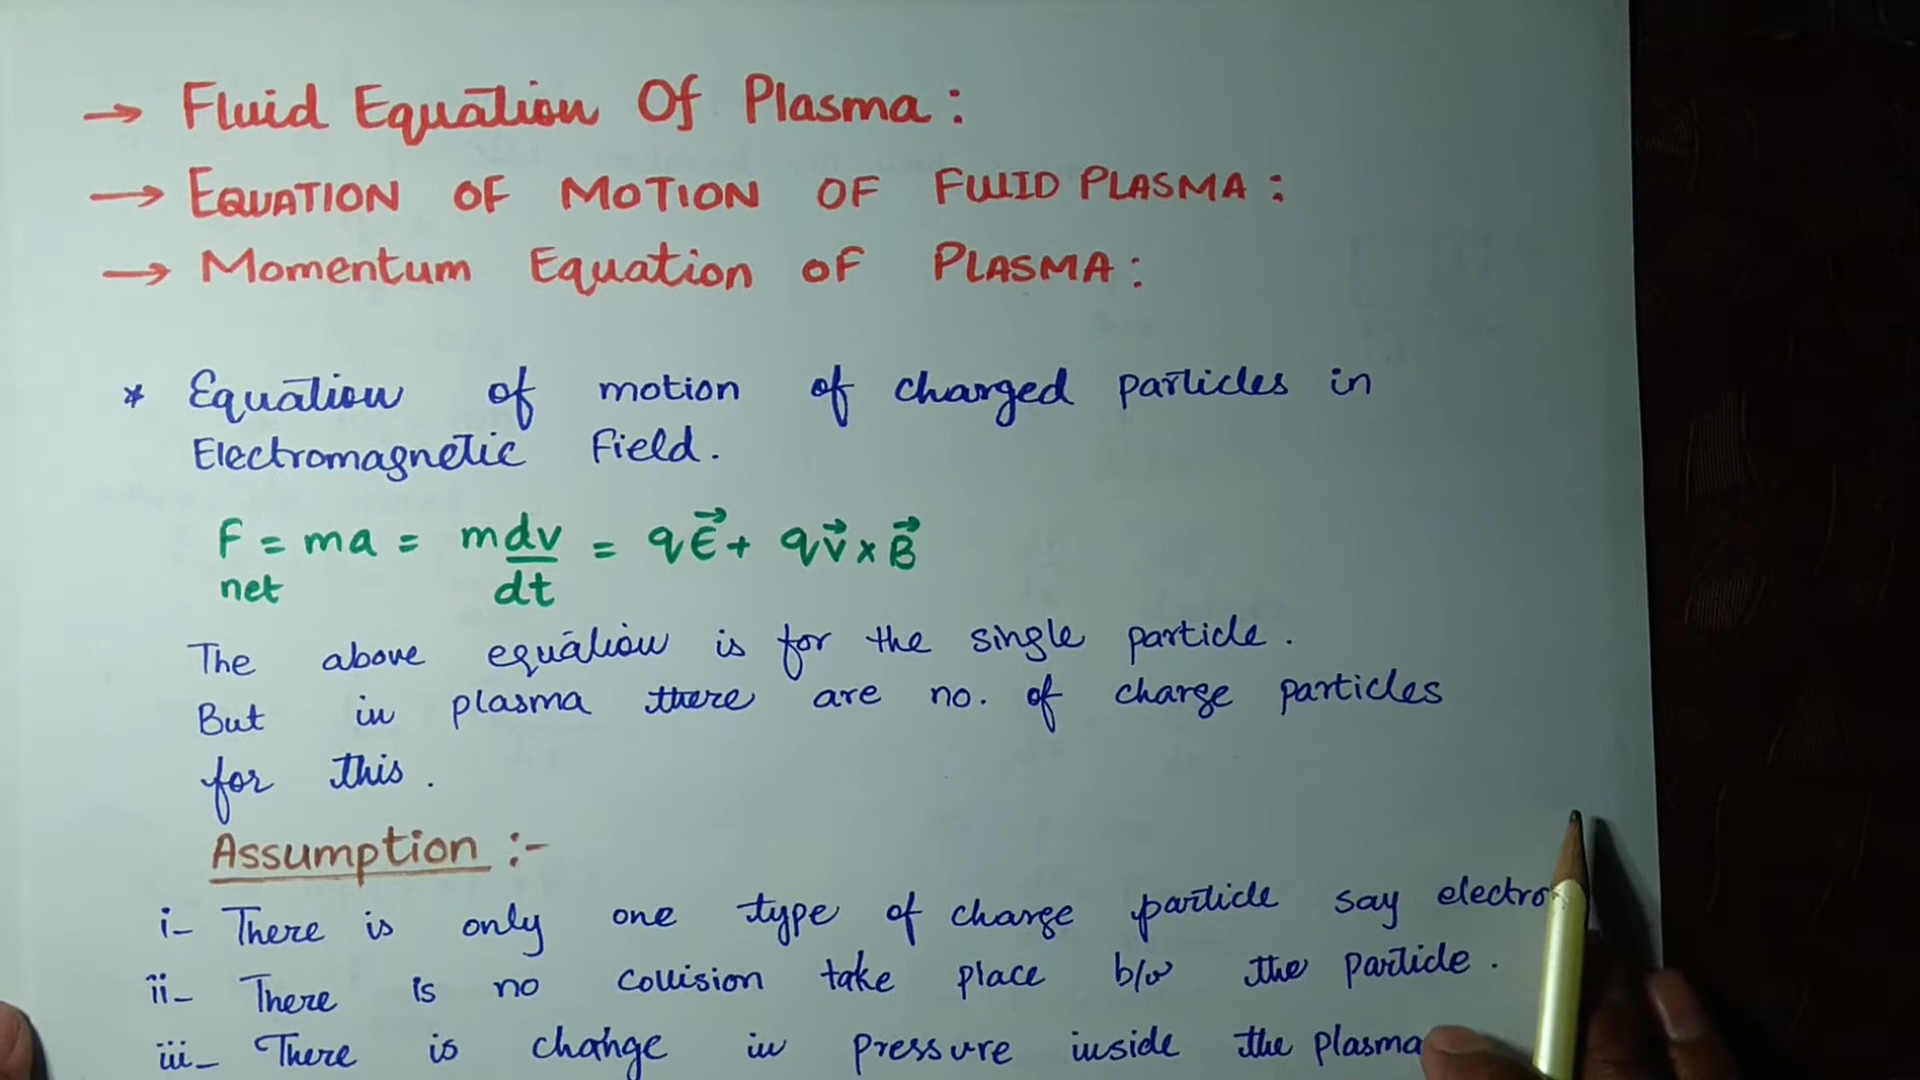 → Fluid Equation Of Plasma :
→ EQUATION OF MOTION OF FLUID PLASMA :
→ Momentum Equation OF PLASMA :
* Equation of motion of charged particles in
Electromagnetic Field.
F = ma = mdv = qE⃗ + qv⃗ × B⃗
net dt
The above equation is for the single particle .
But in plasma there are no. of charge particles
for this .
Assumption :-
i- There is only one type of charge particle say electro
ii- There is no collision take place b/w the particle .
iii- There is change in pressure inside the plasma